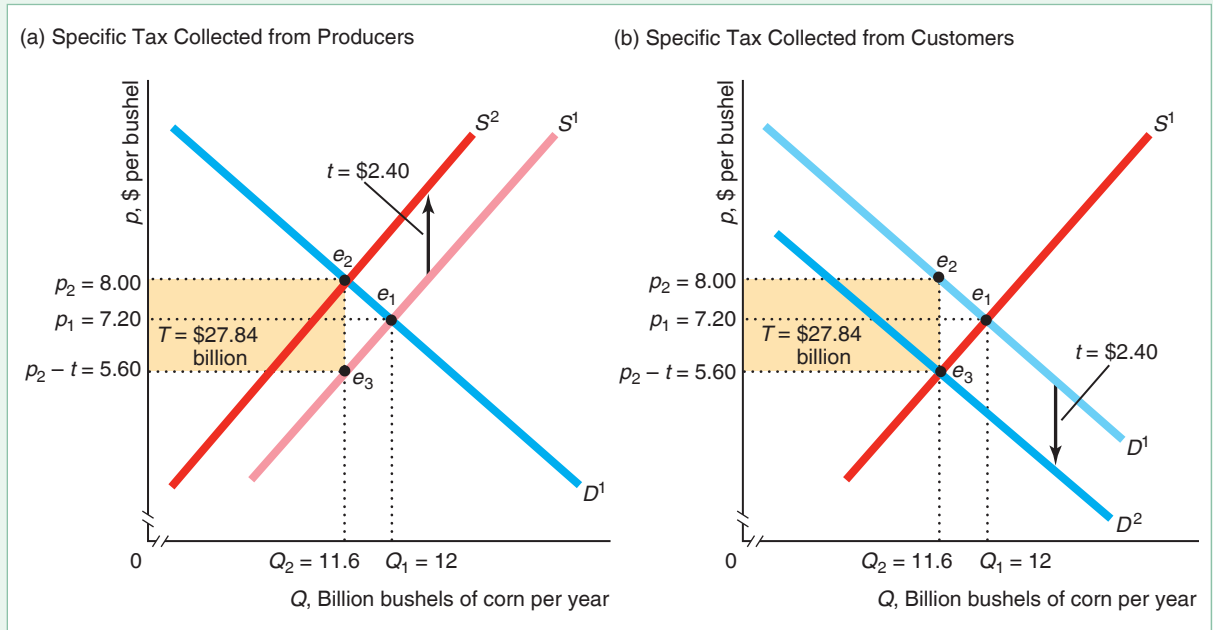 (a) Specific Tax Collected from Producers
p, $ per bushel
S²
S¹
t = $2.40
e₂
p₂ = 8.00
e₁
p₁ = 7.20
T = $27.84
billion
p₂ – t = 5.60
e₃
D¹
0
Q₂ = 11.6
Q₁ = 12
Q, Billion bushels of corn per year
(b) Specific Tax Collected from Customers
p, $ per bushel
S¹
e₂
p₂ = 8.00
e₁
p₁ = 7.20
T = $27.84
billion
t = $2.40
p₂ – t = 5.60
e₃
D¹
D²
0
Q₂ = 11.6
Q₁ = 12
Q, Billion bushels of corn per year